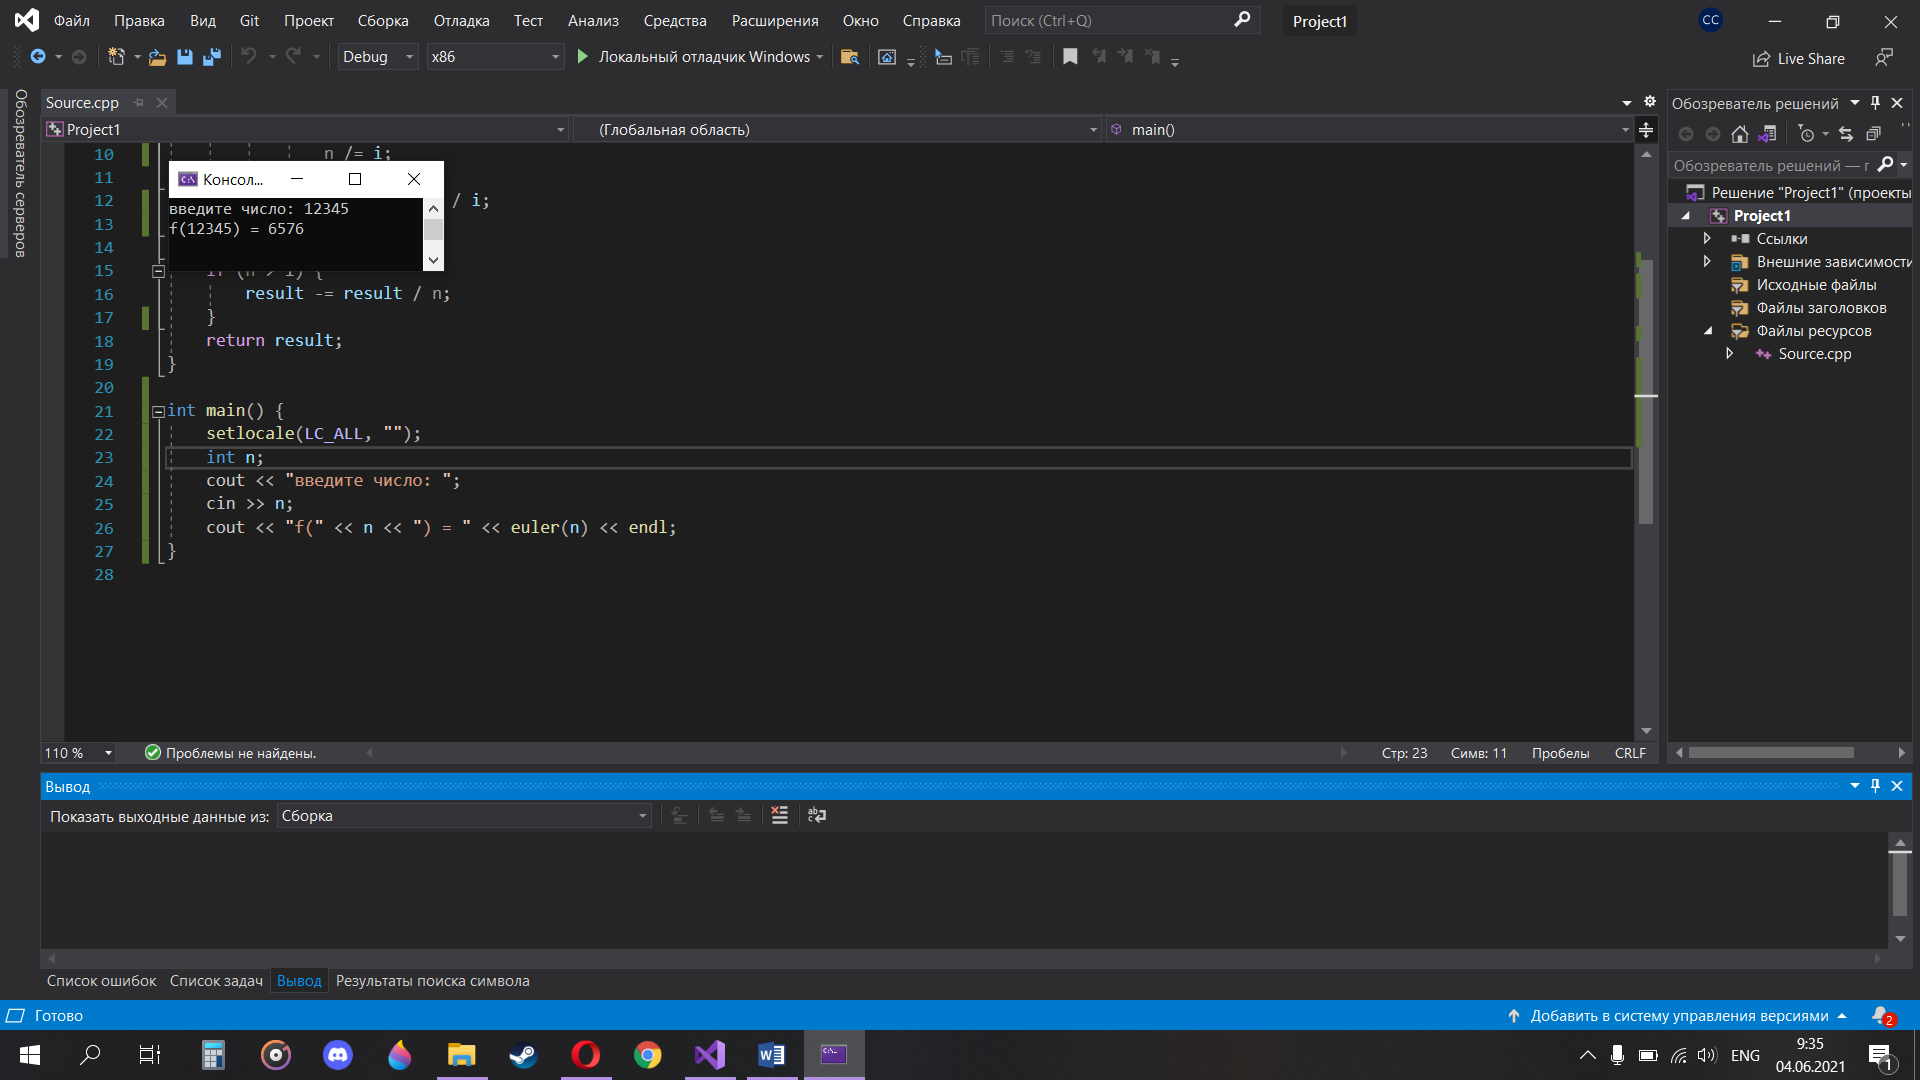 Файл Правка Вид Git Проект Сборка Отладка Тест Анализ Средства Расширения Окно Справка Поиск (Ctrl+Q) Project1 CC
Debug x86 Локальный отладчик Windows Live Share
Обозреватель серверов
Source.cpp
Project1 (Глобальная область) main()
10 n /= i;
11
12 / i;
13
14
15 {
16 result -= result / n;
17 }
18 return result;
19 }
20
21 int main() {
22 setlocale(LC_ALL, "");
23 int n;
24 cout << "введите число: ";
25 cin >> n;
26 cout << "f(" << n << ") = " << euler(n) << endl;
27 }
28
Консол...
введите число: 12345
f(12345) = 6576
110 % Проблемы не найдены. Стр: 23 Симв: 11 Пробелы CRLF
Обозреватель решений
Обозреватель решений — г
Решение "Project1" (проекты
Project1
Ссылки
Внешние зависимости
Исходные файлы
Файлы заголовков
Файлы ресурсов
Source.cpp
Вывод
Показать выходные данные из: Сборка
Список ошибок Список задач Вывод Результаты поиска символа
Готово Добавить в систему управления версиями 2
ENG 9:35
04.06.2021 1